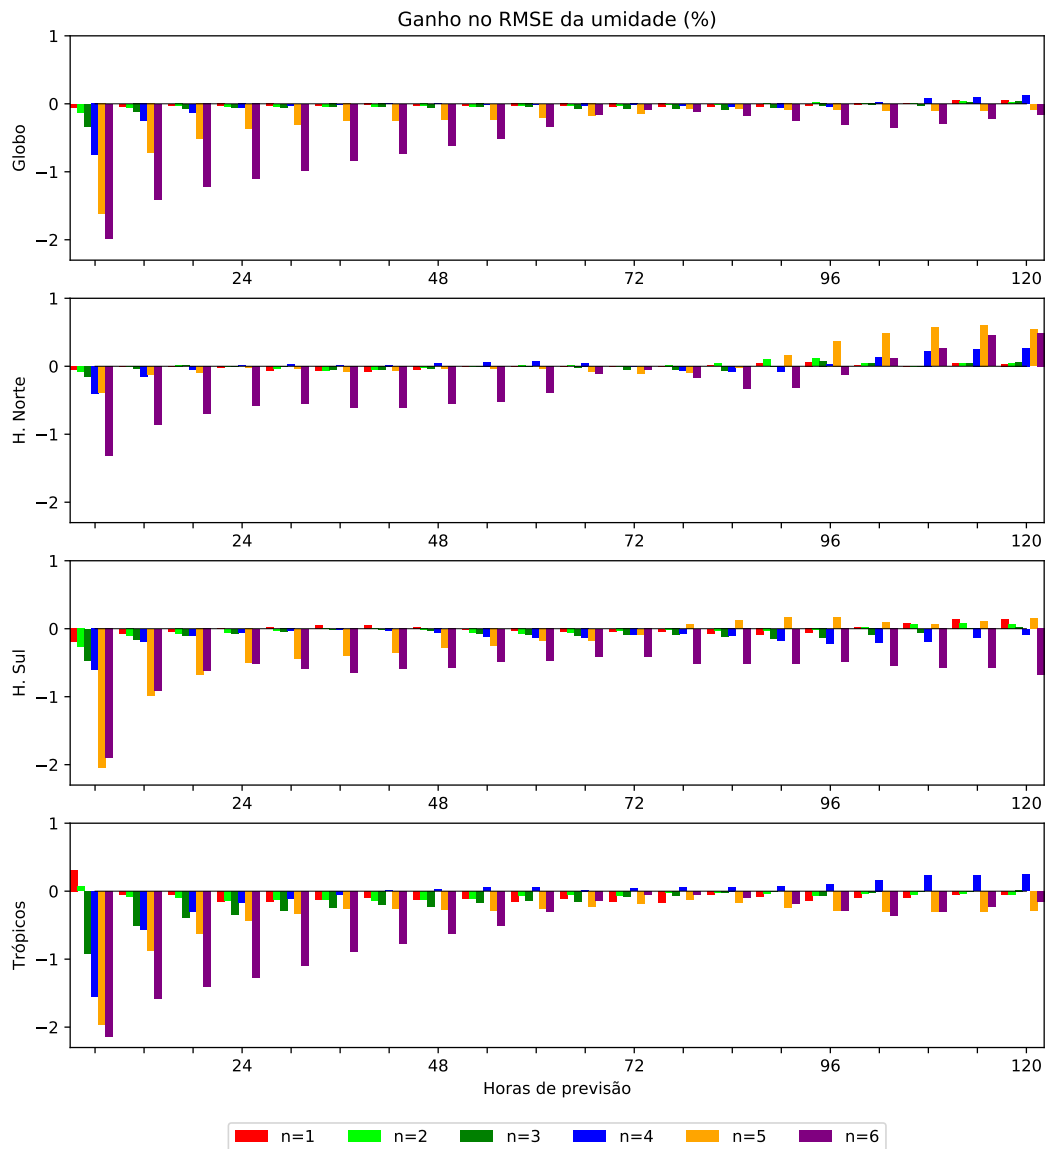 Ganho no RMSE da umidade (%)
1
0
−1
−2
Globo
24 48 72 96 120
1
0
−1
−2
H. Norte
24 48 72 96 120
1
0
−1
−2
H. Sul
24 48 72 96 120
1
0
−1
−2
Trópicos
24 48 72 96 120
Horas de previsão
n=1 n=2 n=3 n=4 n=5 n=6